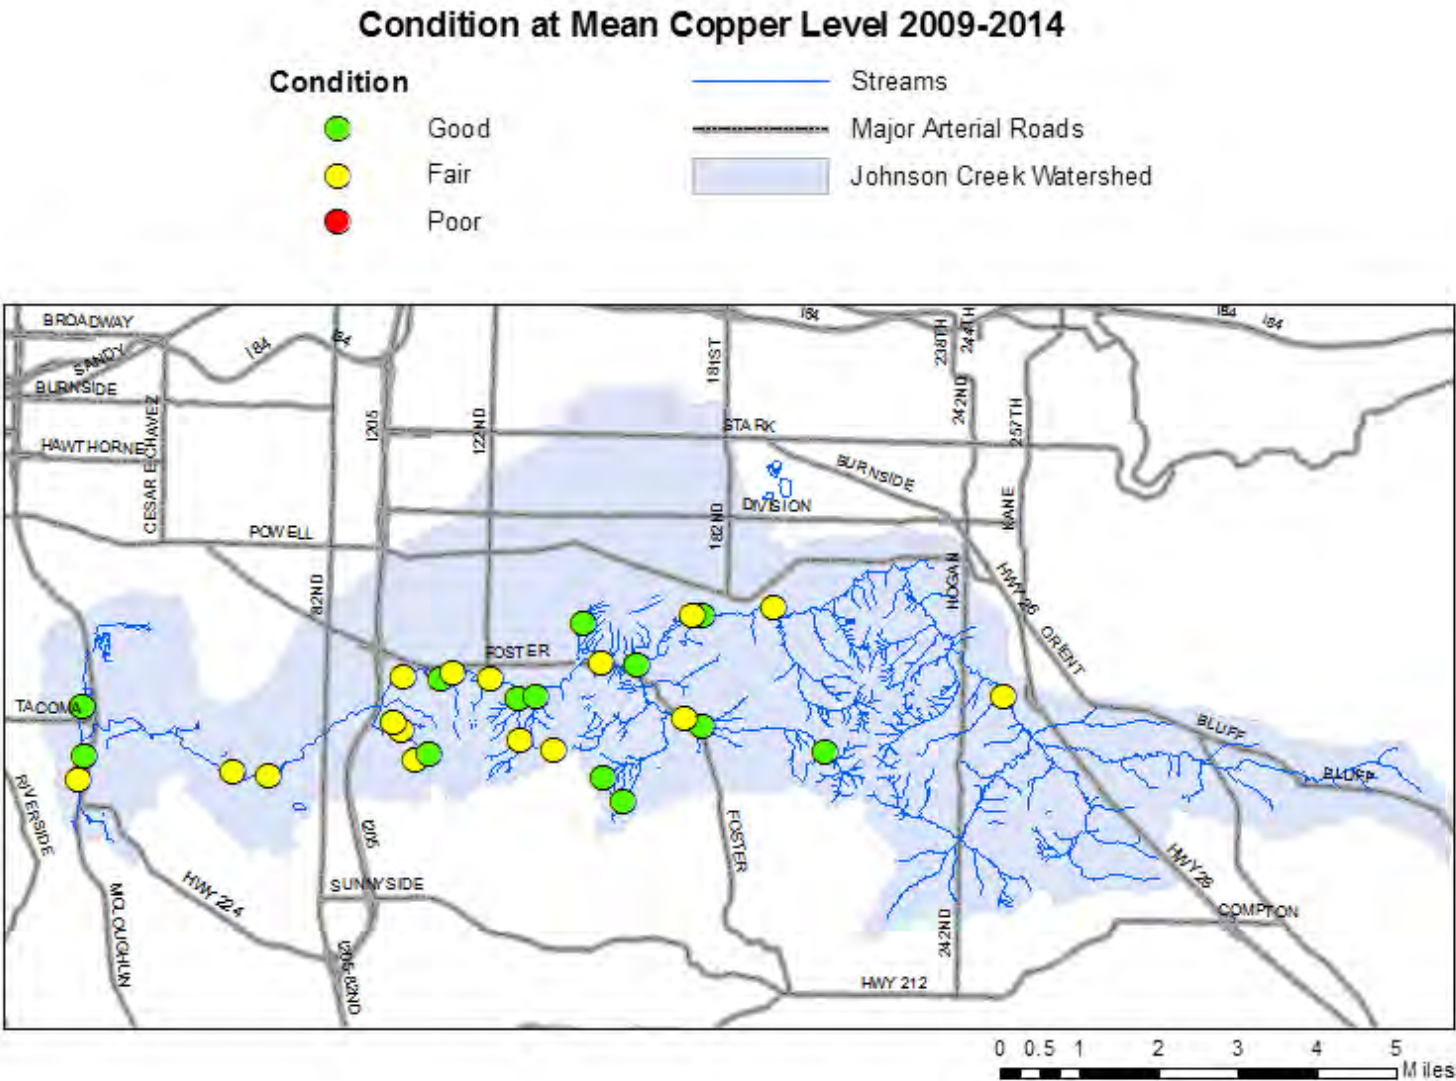 Condition at Mean Copper Level 2009-2014
Condition
Good
Fair
Poor
Streams
Major Arterial Roads
Johnson Creek Watershed
BROADWAY
SANDY
I84
84
I84
I84
I84
BURNSIDE
HAWTHORNE
CESAR E CHAVEZ
POWELL
82ND
I205
122ND
181ST
STARK
BURNSIDE
DIVISION
182ND
238TH
244TH
242ND
257TH
KANE
HOGAN
HWY 26
ORIENT
FOSTER
TACOMA
BLUFF
BLUFF
RIVERSIDE
MCLOUGHLIN
HWY 224
I205
SUNNYSIDE
I205-82ND
FOSTER
242ND
HWY 212
HWY 26
COMPTON
0 0.5 1 2 3 4 5
Miles